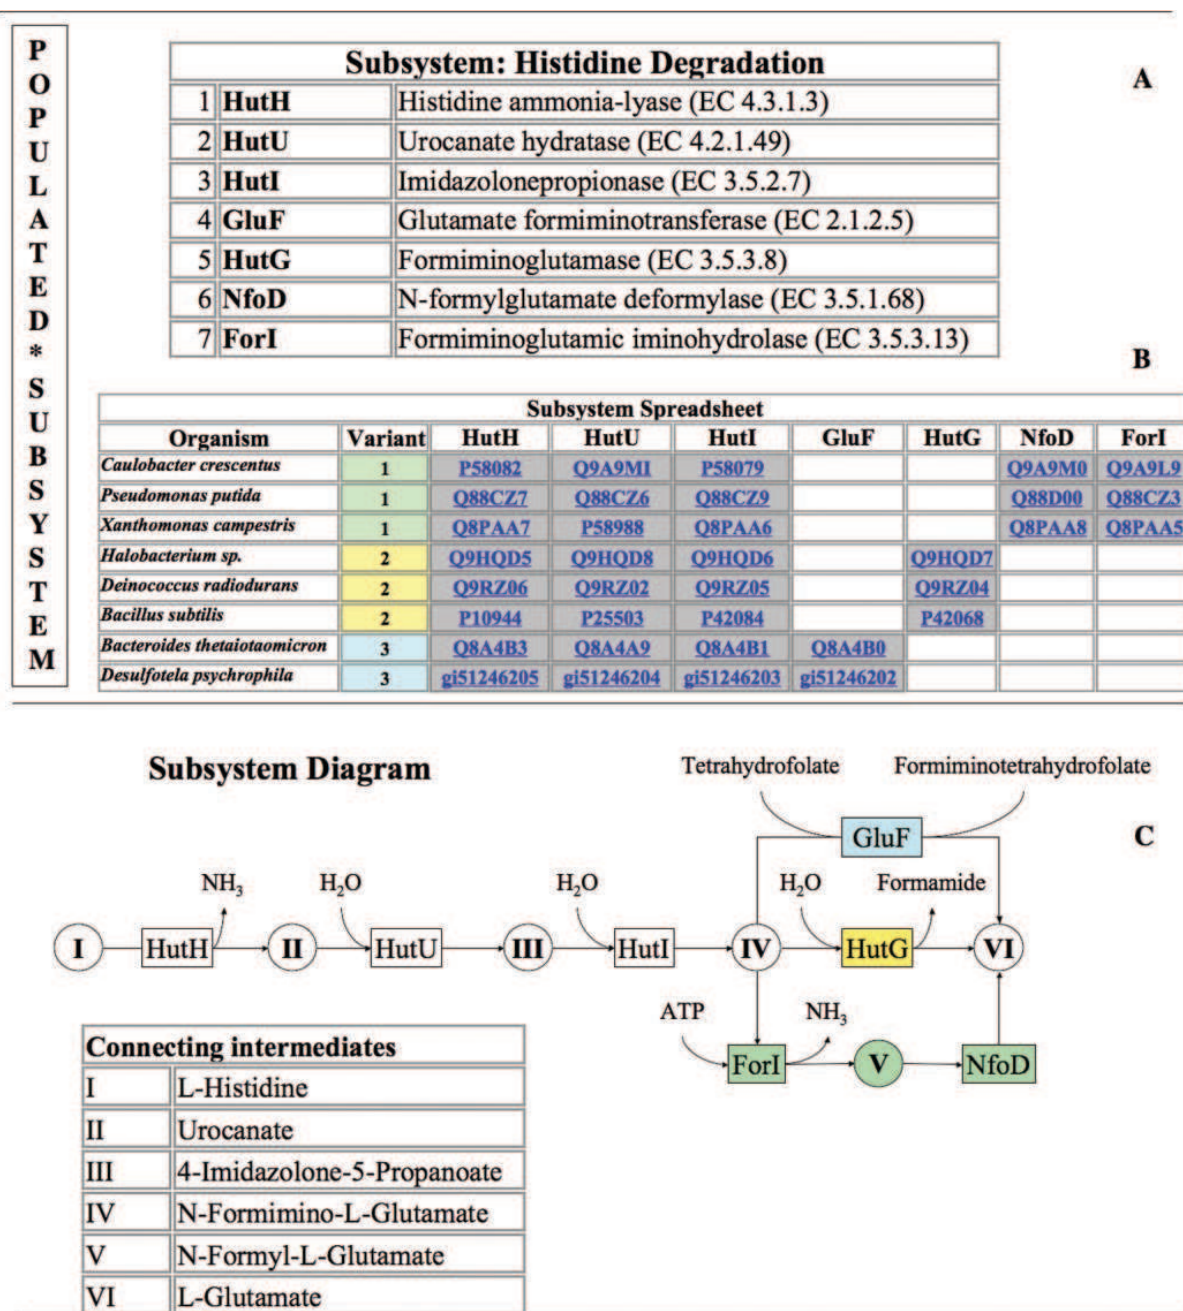 POPULATED* SUBSYSTEM
A
Subsystem: Histidine Degradation
1 HutH Histidine ammonia-lyase (EC 4.3.1.3)
2 HutU Urocanate hydratase (EC 4.2.1.49)
3 HutI Imidazolonepropionase (EC 3.5.2.7)
4 GluF Glutamate formiminotransferase (EC 2.1.2.5)
5 HutG Formiminoglutamase (EC 3.5.3.8)
6 NfoD N-formylglutamate deformylase (EC 3.5.1.68)
7 ForI Formiminoglutamic iminohydrolase (EC 3.5.3.13)
B
Subsystem Spreadsheet
Organism Variant HutH HutU HutI GluF HutG NfoD ForI
Caulobacter crescentus 1 P58082 Q9A9MI P58079 Q9A9M0 Q9A9L9
Pseudomonas putida 1 Q88CZ7 Q88CZ6 Q88CZ9 Q88D00 Q88CZ3
Xanthomonas campestris 1 Q8PAA7 P58988 Q8PAA6 Q8PAA8 Q8PAA5
Halobacterium sp. 2 Q9HQD5 Q9HQD8 Q9HQD6 Q9HQD7
Deinococcus radiodurans 2 Q9RZ06 Q9RZ02 Q9RZ05 Q9RZ04
Bacillus subtilis 2 P10944 P25503 P42084 P42068
Bacteroides thetaiotaomicron 3 Q8A4B3 Q8A4A9 Q8A4B1 Q8A4B0
Desulfotela psychrophila 3 gi51246205 gi51246204 gi51246203 gi51246202
Subsystem Diagram
Tetrahydrofolate Formiminotetrahydrofolate
GluF
C
NH3 H2O H2O H2O Formamide
I HutH II HutU III HutI IV HutG VI
ATP NH3
ForI V NfoD
Connecting intermediates
I L-Histidine
II Urocanate
III 4-Imidazolone-5-Propanoate
IV N-Formimino-L-Glutamate
V N-Formyl-L-Glutamate
VI L-Glutamate